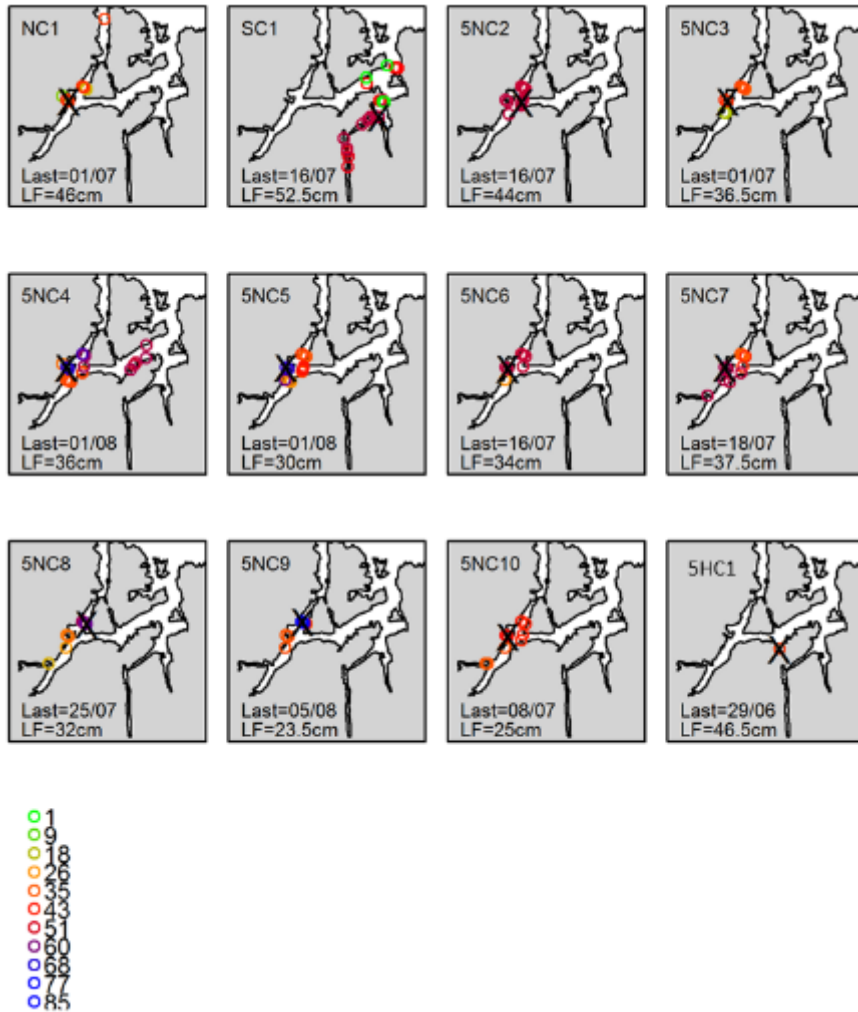 NC1
Last=01/07
LF=46cm
SC1
Last=16/07
LF=52.5cm
5NC2
Last=16/07
LF=44cm
5NC3
Last=01/07
LF=36.5cm
5NC4
Last=01/08
LF=36cm
5NC5
Last=01/08
LF=30cm
5NC6
Last=16/07
LF=34cm
5NC7
Last=18/07
LF=37.5cm
5NC8
Last=25/07
LF=32cm
5NC9
Last=05/08
LF=23.5cm
5NC10
Last=08/07
LF=25cm
5HC1
Last=29/06
LF=46.5cm
1
9
18
26
35
43
51
60
68
77
85